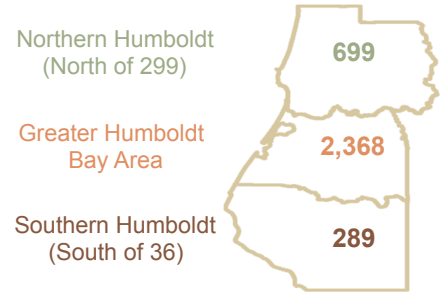 Northern Humboldt
(North of 299)
699
Greater Humboldt
Bay Area
2,368
Southern Humboldt
(South of 36)
289